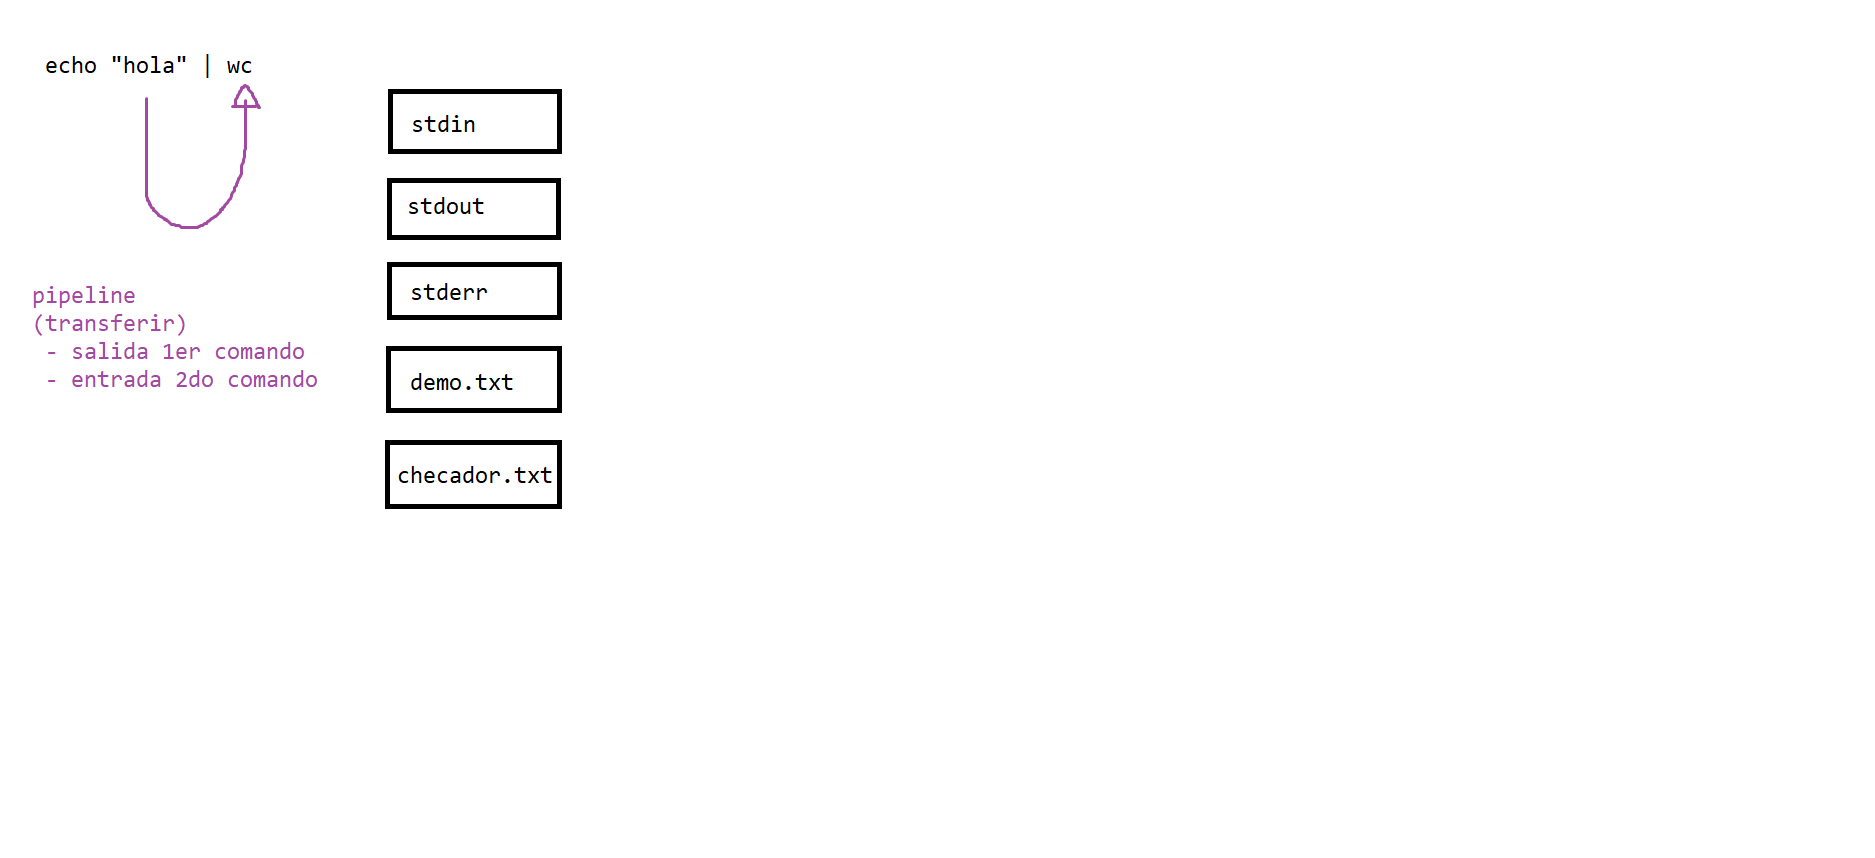 echo "hola" | wc
pipeline
(transferir)
- salida 1er comando
- entrada 2do comando
stdin
stdout
stderr
demo.txt
checador.txt